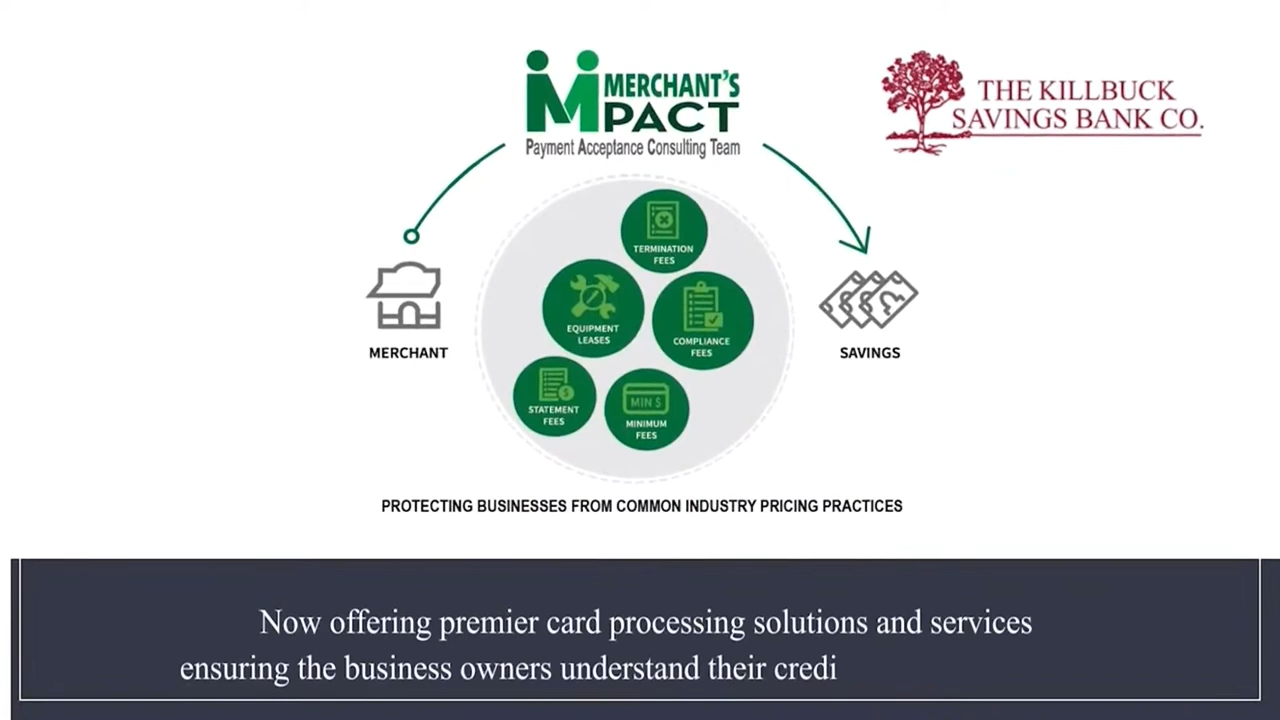 MERCHANT'S
PACT
Payment Acceptance Consulting Team
THE KILLBUCK
SAVINGS BANK CO.
TERMINATION
FEES
EQUIPMENT
LEASES
COMPLIANCE
FEES
STATEMENT
FEES
MIN $
MINIMUM
FEES
MERCHANT
SAVINGS
PROTECTING BUSINESSES FROM COMMON INDUSTRY PRICING PRACTICES
Now offering premier card processing solutions and services
ensuring the business owners understand their credi